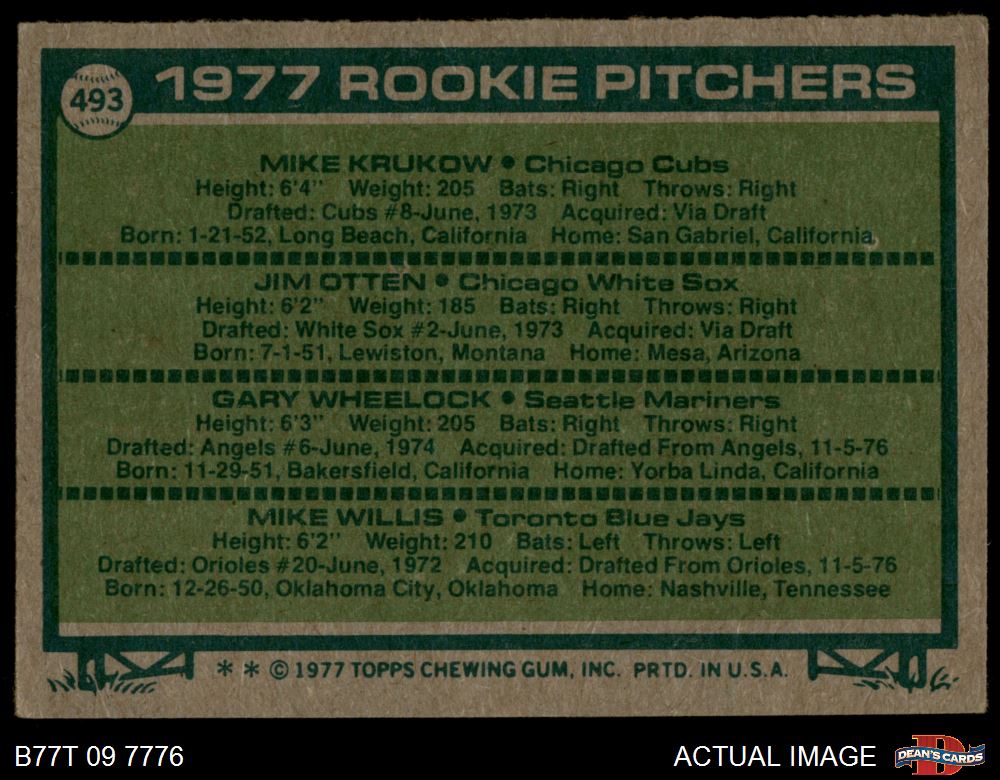 493
1977 ROOKIE PITCHERS
MIKE KRUKOW • Chicago Cubs
Height: 6'4" Weight: 205 Bats: Right Throws: Right
Drafted: Cubs #8-June, 1973 Acquired: Via Draft
Born: 1-21-52, Long Beach, California Home: San Gabriel, California
JIM OTTEN • Chicago White Sox
Height: 6'2" Weight: 185 Bats: Right Throws: Right
Drafted: White Sox #2-June, 1973 Acquired: Via Draft
Born: 7-1-51, Lewiston, Montana Home: Mesa, Arizona
GARY WHEELOCK • Seattle Mariners
Height: 6'3" Weight: 205 Bats: Right Throws: Right
Drafted: Angels #6-June, 1974 Acquired: Drafted From Angels, 11-5-76
Born: 11-29-51, Bakersfield, California Home: Yorba Linda, California
MIKE WILLIS • Toronto Blue Jays
Height: 6'2" Weight: 210 Bats: Left Throws: Left
Drafted: Orioles #20-June, 1972 Acquired: Drafted From Orioles, 11-5-76
Born: 12-26-50, Oklahoma City, Oklahoma Home: Nashville, Tennessee
* * © 1977 TOPPS CHEWING GUM, INC. PRTD. IN U.S.A.
B77T 09 7776
ACTUAL IMAGE
D
DEAN'S CARDS